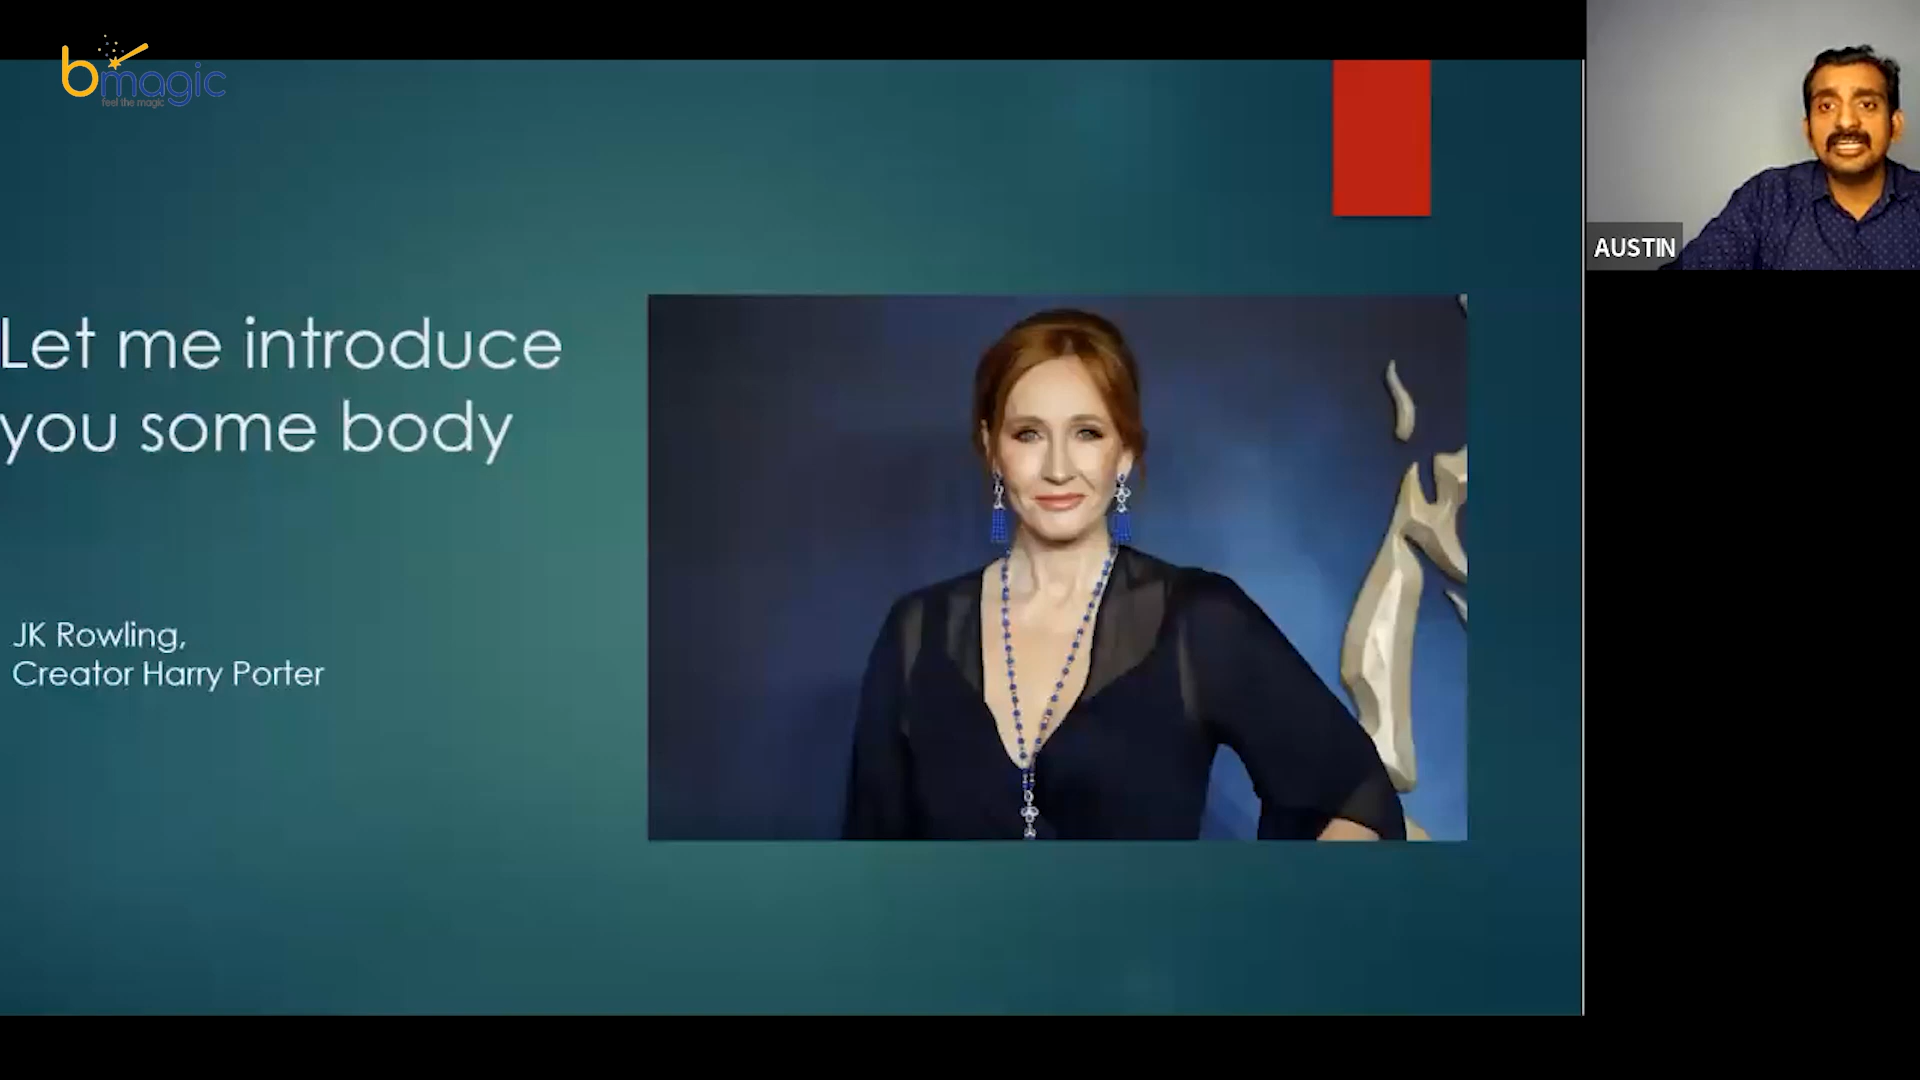 bmagic
feel the magic
Let me introduce
you some body
JK Rowling,
Creator Harry Porter
AUSTIN